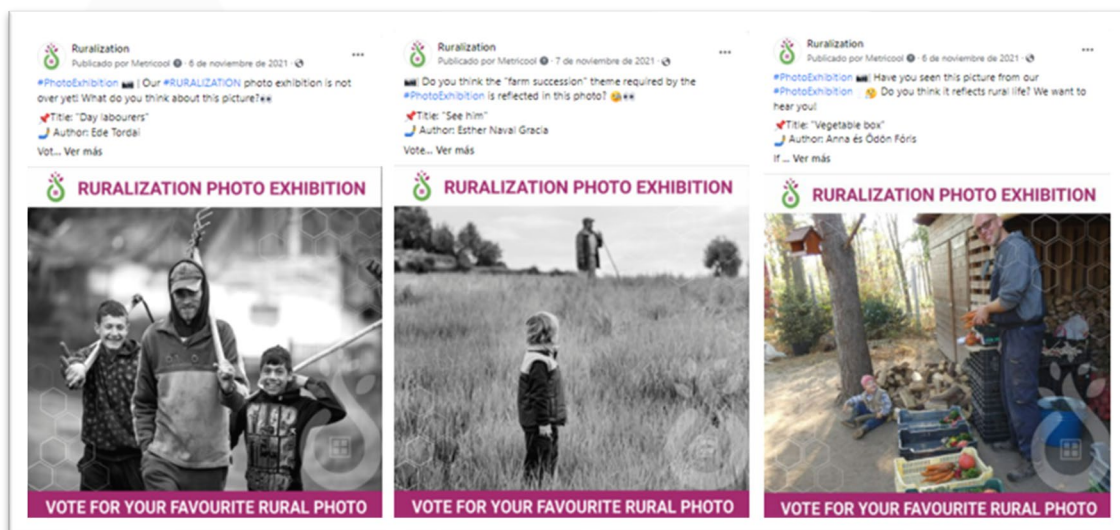 Ruralization
Publicado por Metricool · 6 de noviembre de 2021 ·
#PhotoExhibition 📷 | Our #RURALIZATION photo exhibition is not
over yet! What do you think about this picture?👀
📌Title: "Day labourers"
🤳 Author: Ede Tordai
Vot... Ver más
RURALIZATION PHOTO EXHIBITION
VOTE FOR YOUR FAVOURITE RURAL PHOTO
Ruralization
Publicado por Metricool · 7 de noviembre de 2021 ·
📷| Do you think the "farm succession" theme required by the
#PhotoExhibition is reflected in this photo? 🤔👀
📌Title: "See him"
🤳 Author: Esther Naval Gracia
Vote... Ver más
RURALIZATION PHOTO EXHIBITION
VOTE FOR YOUR FAVOURITE RURAL PHOTO
Ruralization
Publicado por Metricool · 6 de noviembre de 2021 ·
#PhotoExhibition 📷| Have you seen this picture from our
#PhotoExhibition | 🤔 Do you think it reflects rural life? We want to
hear you!
📌Title: "Vegetable box"
🤳 Author: Anna és Ödön Fóris
If ... Ver más
RURALIZATION PHOTO EXHIBITION
VOTE FOR YOUR FAVOURITE RURAL PHOTO